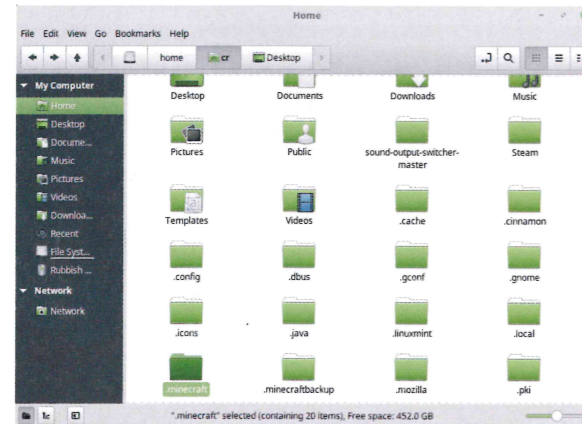 Home
File Edit View Go Bookmarks Help
home cr Desktop
My Computer
Home
Desktop
Docume...
Music
Pictures
Videos
Downloa...
Recent
File Syst...
Rubbish ...
Network
Network
Desktop Documents Downloads Music
Pictures Public sound-output-switcher-master Steam
Templates Videos .cache .cinnamon
.config .dbus .gconf .gnome
.icons .java .linuxmint .local
.minecraft .minecraftbackup .mozilla .pki
".minecraft" selected (containing 20 items), Free space: 452.0 GB